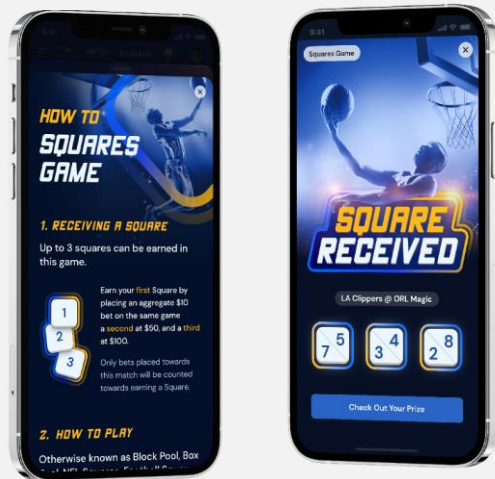 HOW TO
SQUARES
GAME
1. RECEIVING A SQUARE
Up to 3 squares can be earned in
this game.
1
2
3
Earn your first Square by
placing an aggregate $10
bet on the same game
a second at $50, and a third
at $100.
Only bets placed towards
this match will be counted
towards earning a Square.
2. HOW TO PLAY
Otherwise known as Block Pool, Box
9:41
Squares Game
SQUARE
RECEIVED
LA Clippers @ ORL Magic
5
7
4
3
8
2
Check Out Your Prize